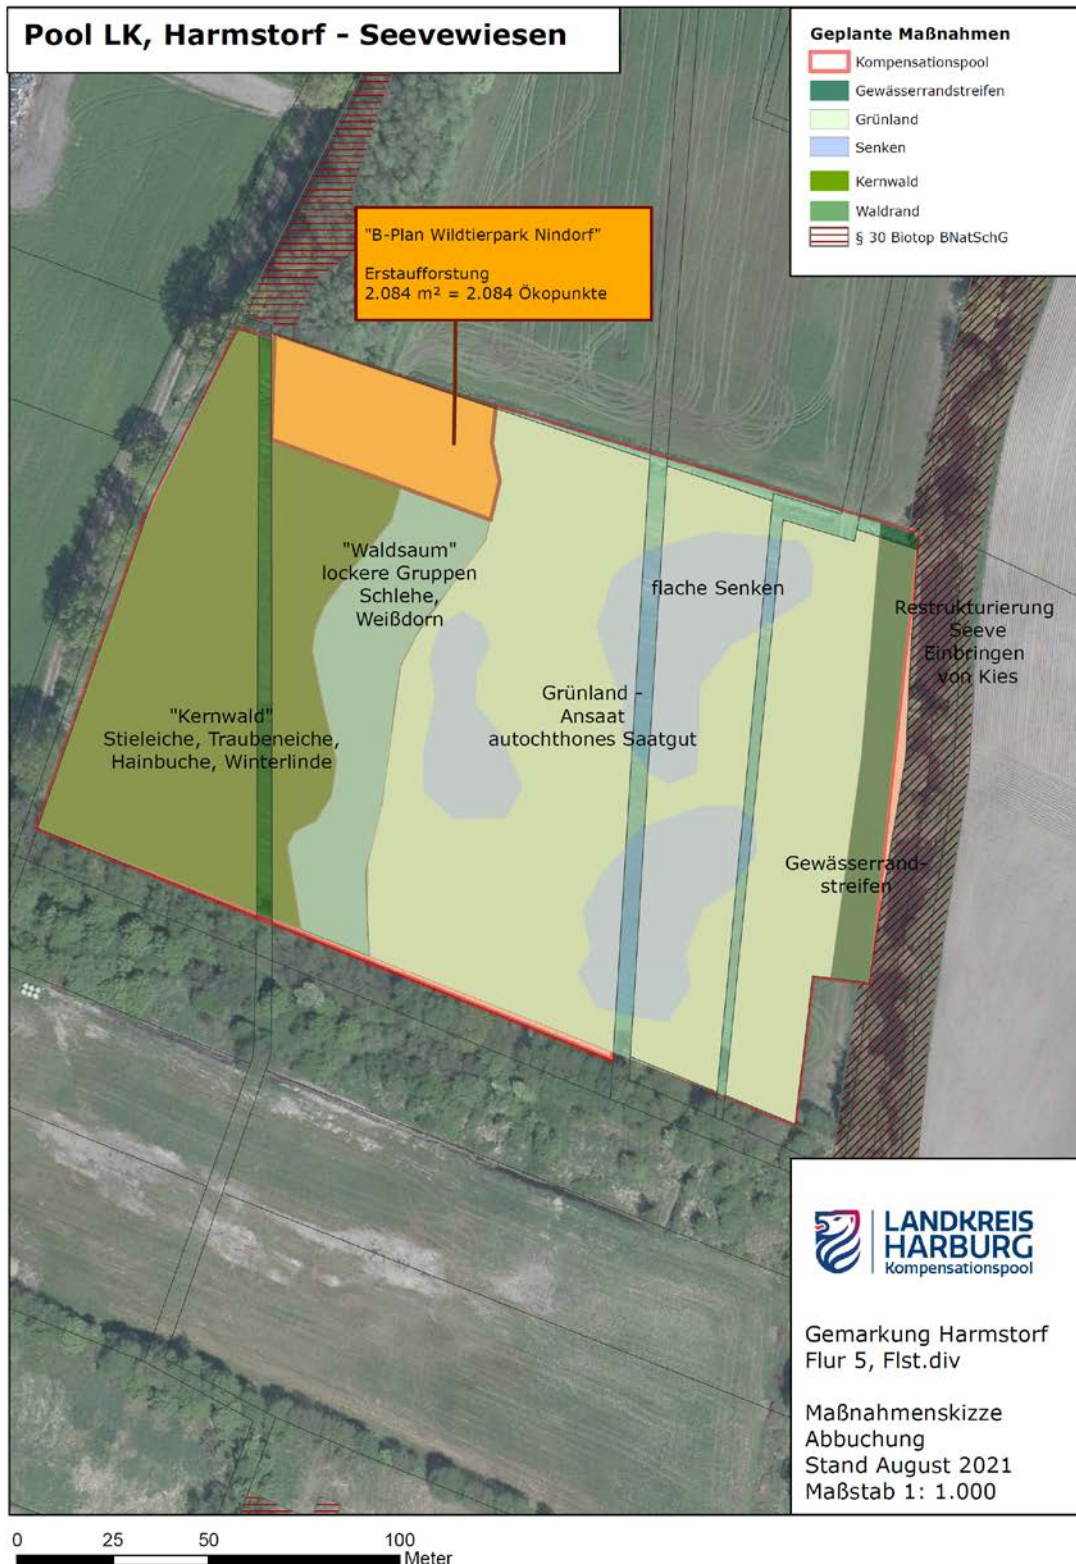 Pool LK, Harmstorf - Seevewiesen
Geplante Maßnahmen
Kompensationspool
Gewässerrandstreifen
Grünland
Senken
Kernwald
Waldrand
§ 30 Biotop BNatSchG
"B-Plan Wildtierpark Nindorf"
Erstaufforstung
2.084 m² = 2.084 Ökopunkte
"Waldsaum"
lockere Gruppen
Schlehe,
Weißdorn
flache Senken
Restrukturierung
Seeve
Einbringen
von Kies
Grünland -
Ansaat
autochthones Saatgut
"Kernwald"
Stieleiche, Traubeneiche,
Hainbuche, Winterlinde
Gewässerrand-
streifen
LANDKREIS
HARBURG
Kompensationspool
Gemarkung Harmstorf
Flur 5, Flst.div
Maßnahmenskizze
Abbuchung
Stand August 2021
Maßstab 1: 1.000
0 25 50 100
Meter